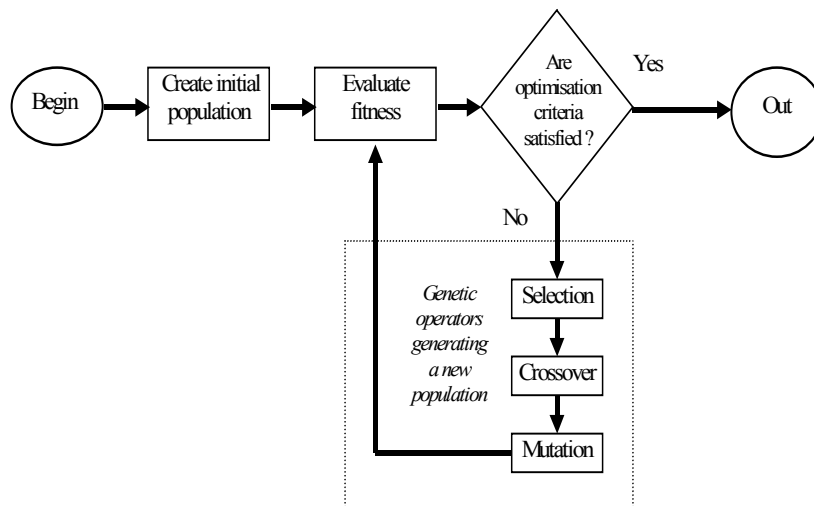 Begin
Create initial
population
Evaluate
fitness
Are
optimisation
criteria
satisfied ?
Yes
Out
No
Genetic
operators
generating
a new
population
Selection
Crossover
Mutation